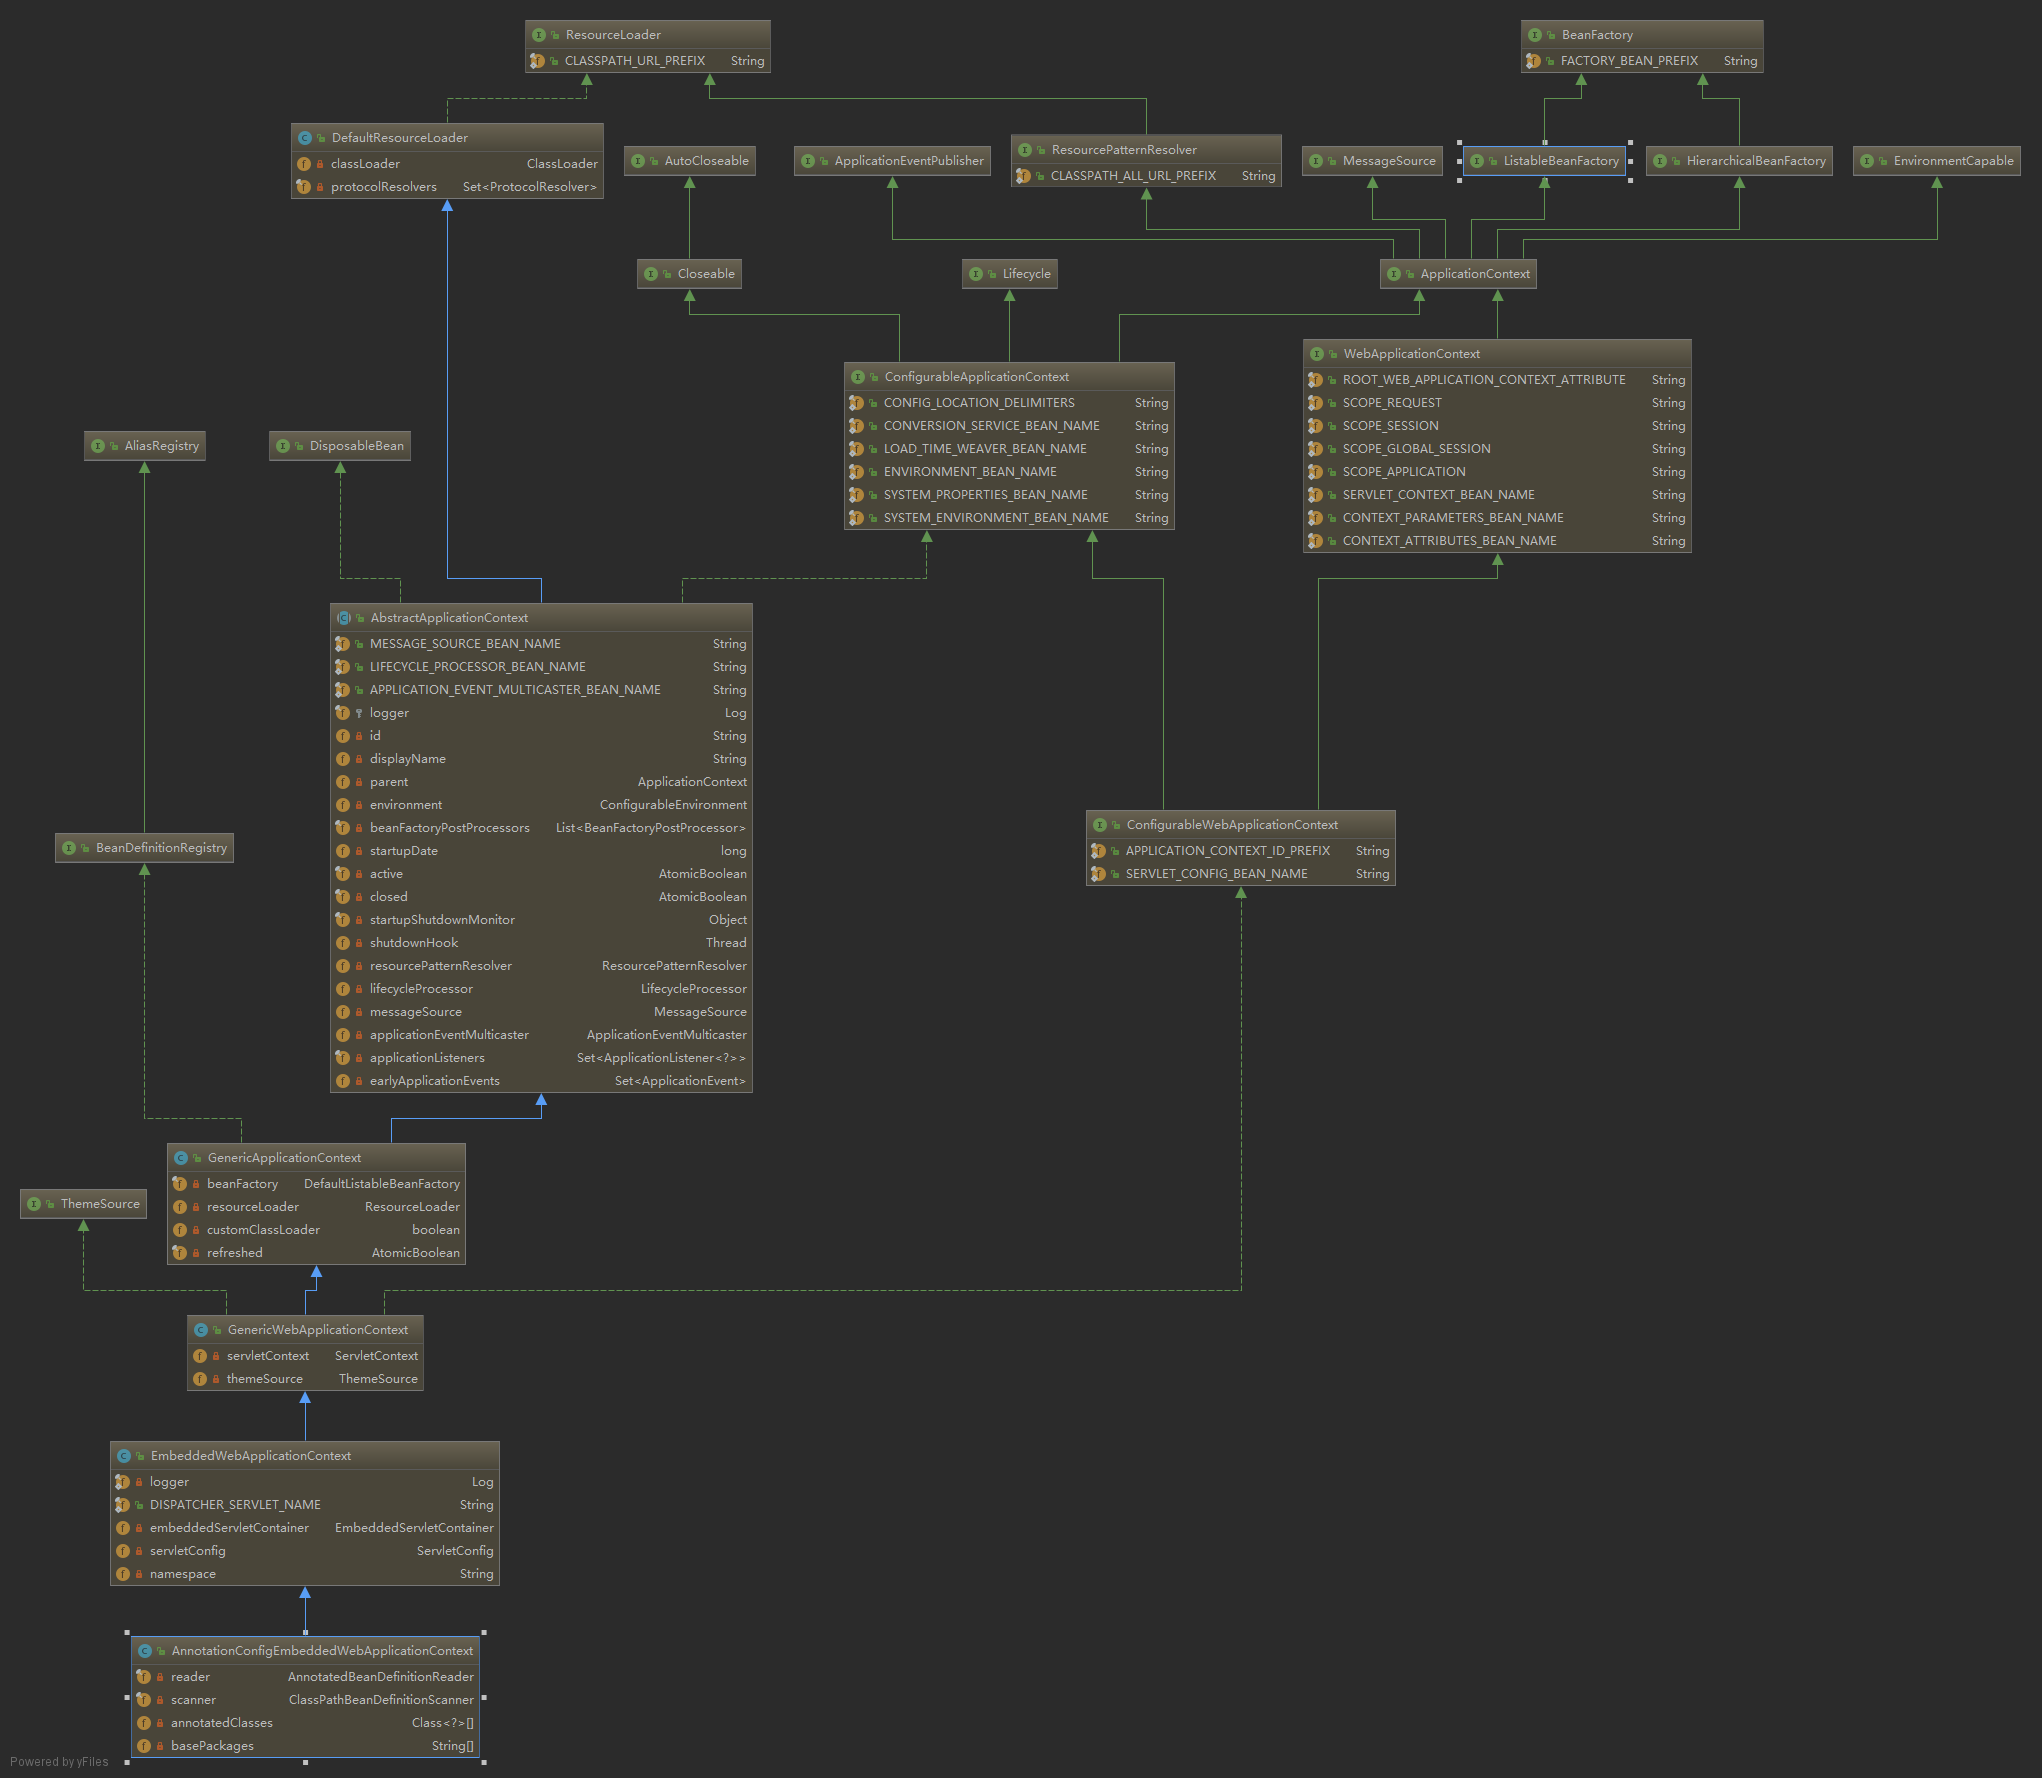 ResourceLoader
CLASSPATH_URL_PREFIX String
BeanFactory
FACTORY_BEAN_PREFIX String
DefaultResourceLoader
classLoader ClassLoader
protocolResolvers Set<ProtocolResolver>
AutoCloseable
ApplicationEventPublisher
ResourcePatternResolver
CLASSPATH_ALL_URL_PREFIX String
MessageSource
ListableBeanFactory
HierarchicalBeanFactory
EnvironmentCapable
Closeable
Lifecycle
ApplicationContext
ConfigurableApplicationContext
CONFIG_LOCATION_DELIMITERS String
CONVERSION_SERVICE_BEAN_NAME String
LOAD_TIME_WEAVER_BEAN_NAME String
ENVIRONMENT_BEAN_NAME String
SYSTEM_PROPERTIES_BEAN_NAME String
SYSTEM_ENVIRONMENT_BEAN_NAME String
WebApplicationContext
ROOT_WEB_APPLICATION_CONTEXT_ATTRIBUTE String
SCOPE_REQUEST String
SCOPE_SESSION String
SCOPE_GLOBAL_SESSION String
SCOPE_APPLICATION String
SERVLET_CONTEXT_BEAN_NAME String
CONTEXT_PARAMETERS_BEAN_NAME String
CONTEXT_ATTRIBUTES_BEAN_NAME String
AliasRegistry
DisposableBean
AbstractApplicationContext
MESSAGE_SOURCE_BEAN_NAME String
LIFECYCLE_PROCESSOR_BEAN_NAME String
APPLICATION_EVENT_MULTICASTER_BEAN_NAME String
logger Log
id String
displayName String
parent ApplicationContext
environment ConfigurableEnvironment
beanFactoryPostProcessors List<BeanFactoryPostProcessor>
startupDate long
active AtomicBoolean
closed AtomicBoolean
startupShutdownMonitor Object
shutdownHook Thread
resourcePatternResolver ResourcePatternResolver
lifecycleProcessor LifecycleProcessor
messageSource MessageSource
applicationEventMulticaster ApplicationEventMulticaster
applicationListeners Set<ApplicationListener<?>>
earlyApplicationEvents Set<ApplicationEvent>
BeanDefinitionRegistry
ConfigurableWebApplicationContext
APPLICATION_CONTEXT_ID_PREFIX String
SERVLET_CONFIG_BEAN_NAME String
GenericApplicationContext
beanFactory DefaultListableBeanFactory
resourceLoader ResourceLoader
customClassLoader boolean
refreshed AtomicBoolean
ThemeSource
GenericWebApplicationContext
servletContext ServletContext
themeSource ThemeSource
EmbeddedWebApplicationContext
logger Log
DISPATCHER_SERVLET_NAME String
embeddedServletContainer EmbeddedServletContainer
servletConfig ServletConfig
namespace String
AnnotationConfigEmbeddedWebApplicationContext
reader AnnotatedBeanDefinitionReader
scanner ClassPathBeanDefinitionScanner
annotatedClasses Class<?>[]
basePackages String[]
Powered by yFiles